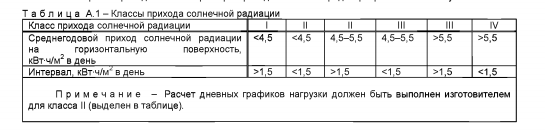 Т а б л и ц а  А.1 – Классы прихода солнечной радиации
Класс прихода солнечной радиации I II II III III IV
Среднегодовой приход солнечной радиации на горизонтальную поверхность, кВт·ч/м² в день <4,5 <4,5 4,5–5,5 4,5–5,5 >5,5 >5,5
Интервал, кВт·ч/м² в день >1,5 <1,5 >1,5 <1,5 >1,5 <1,5
П р и м е ч а н и е – Расчет дневных графиков нагрузки должен быть выполнен изготовителем
для класса II (выделен в таблице).